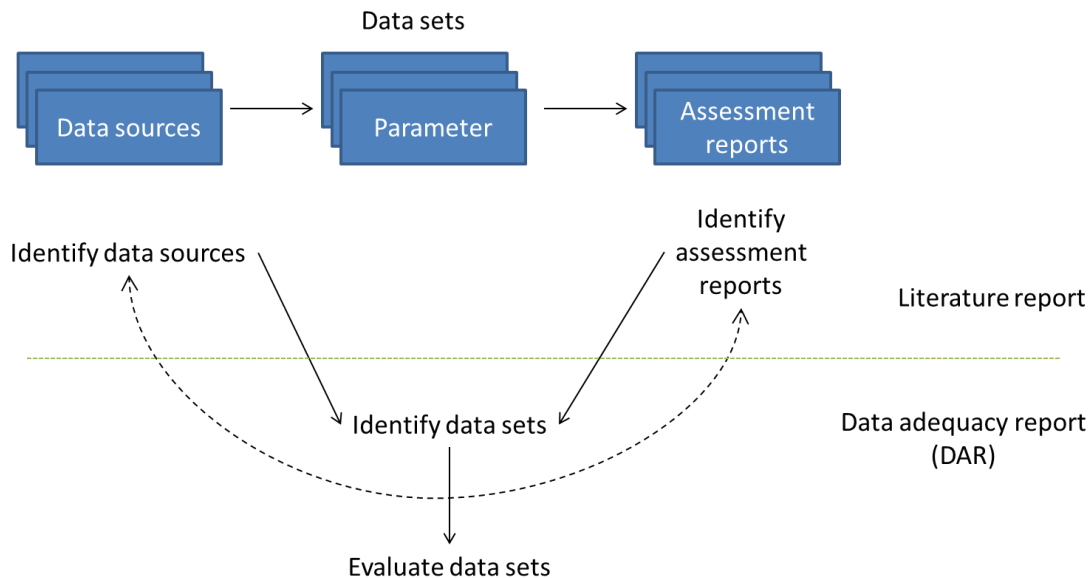 Data sets
Data sources
Parameter
Assessment
reports
Identify data sources
Identify
assessment
reports
Literature report
Identify data sets
Data adequacy report
(DAR)
Evaluate data sets